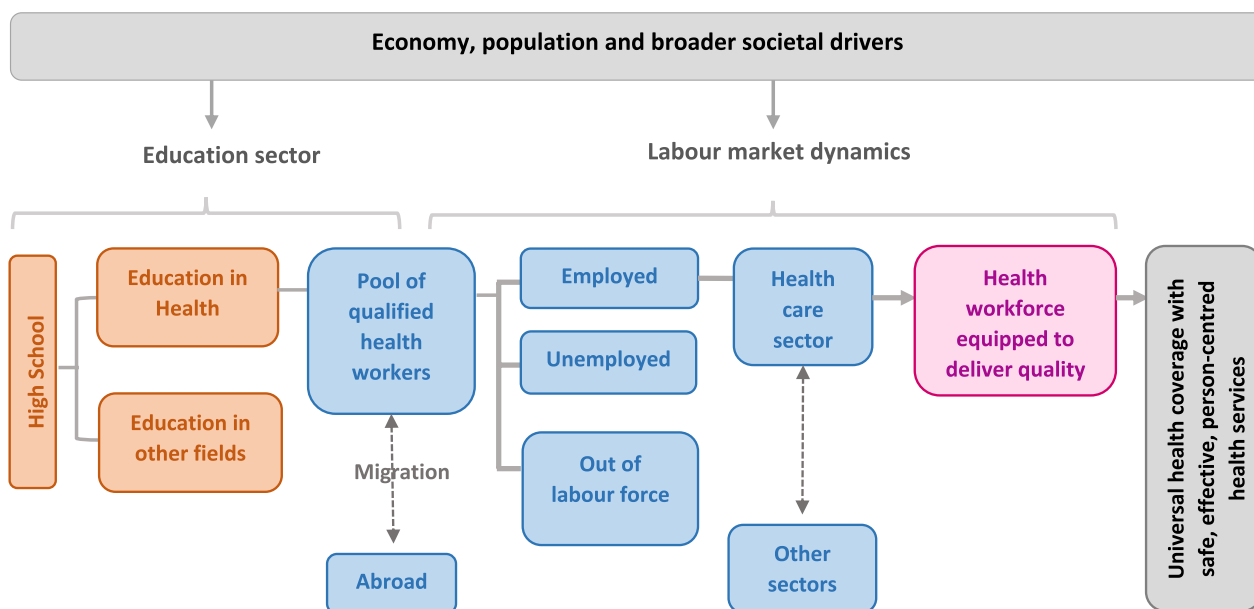 Economy, population and broader societal drivers
Education sector
Labour market dynamics
High School
Education in
Health
Education in
other fields
Pool of
qualified
health
workers
Migration
Abroad
Employed
Unemployed
Out of
labour force
Health
care
sector
Other
sectors
Health
workforce
equipped to
deliver quality
Universal health coverage with
safe, effective, person-centred
health services